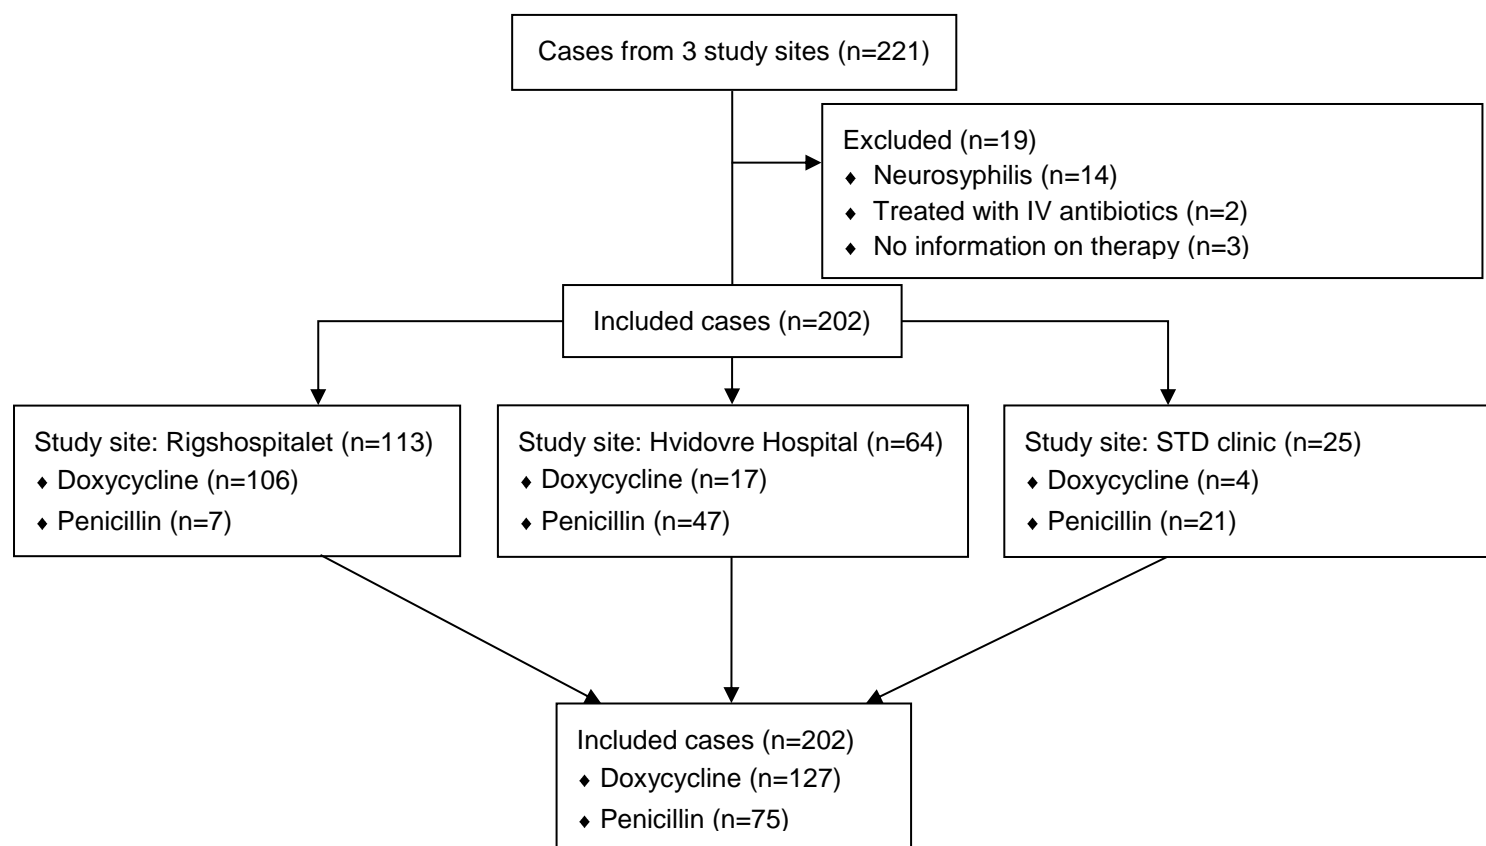 Cases from 3 study sites (n=221)
Excluded (n=19)
♦ Neurosyphilis (n=14)
♦ Treated with IV antibiotics (n=2)
♦ No information on therapy (n=3)
Included cases (n=202)
Study site: Rigshospitalet (n=113)
♦ Doxycycline (n=106)
♦ Penicillin (n=7)
Study site: Hvidovre Hospital (n=64)
♦ Doxycycline (n=17)
♦ Penicillin (n=47)
Study site: STD clinic (n=25)
♦ Doxycycline (n=4)
♦ Penicillin (n=21)
Included cases (n=202)
♦ Doxycycline (n=127)
♦ Penicillin (n=75)